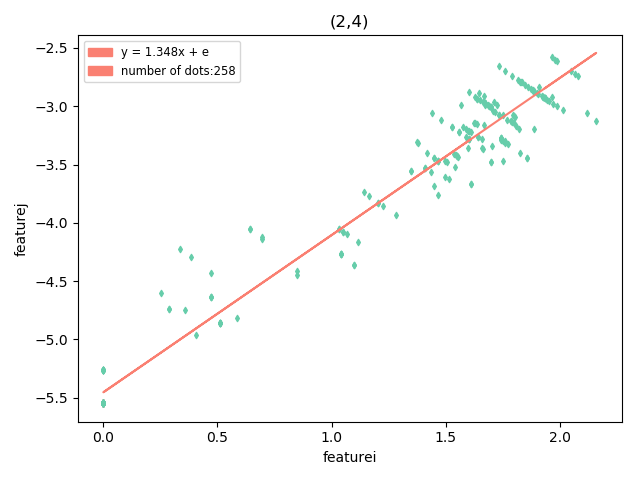 (2,4)
y = 1.348x + e
number of dots:258
−2.5
−3.0
−3.5
−4.0
−4.5
−5.0
−5.5
featurej
0.0 0.5 1.0 1.5 2.0
featurei